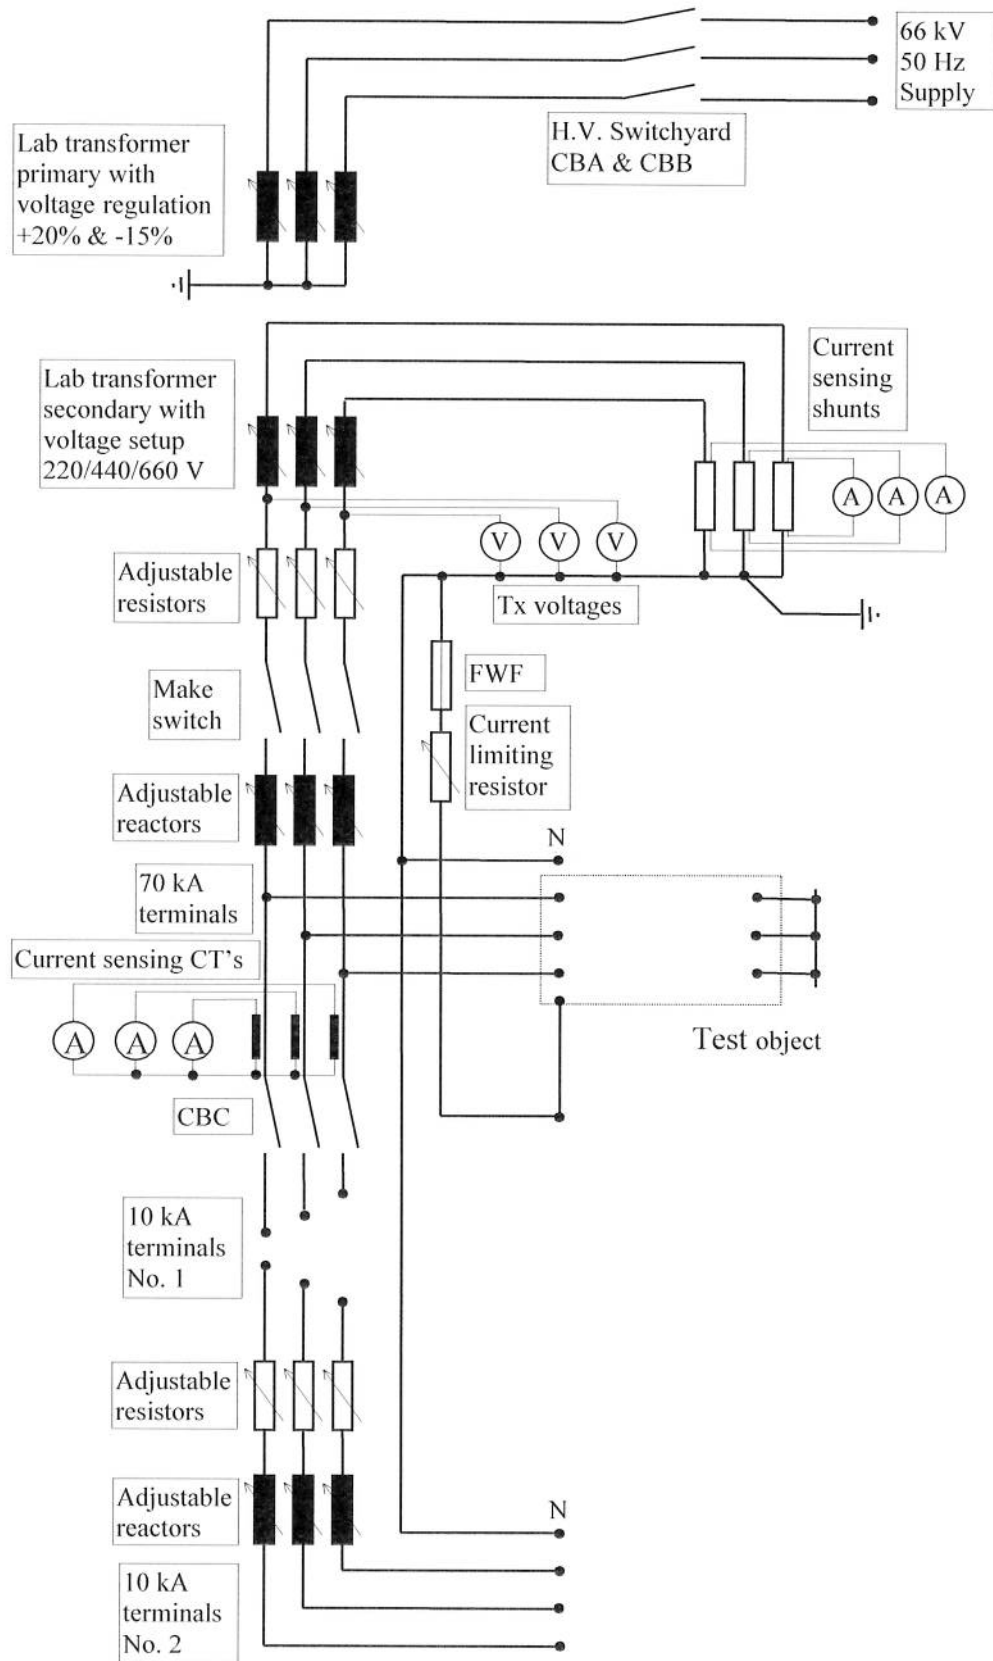 66 kV
50 Hz
Supply
H.V. Switchyard
CBA & CBB
Lab transformer
primary with
voltage regulation
+20% & -15%
Current
sensing
shunts
Lab transformer
secondary with
voltage setup
220/440/660 V
A A A
V V V
Adjustable
resistors
Tx voltages
FWF
Make
switch
Current
limiting
resistor
Adjustable
reactors
N
70 kA
terminals
Current sensing CT's
A A A
Test object
CBC
10 kA
terminals
No. 1
Adjustable
resistors
Adjustable
reactors
N
10 kA
terminals
No. 2